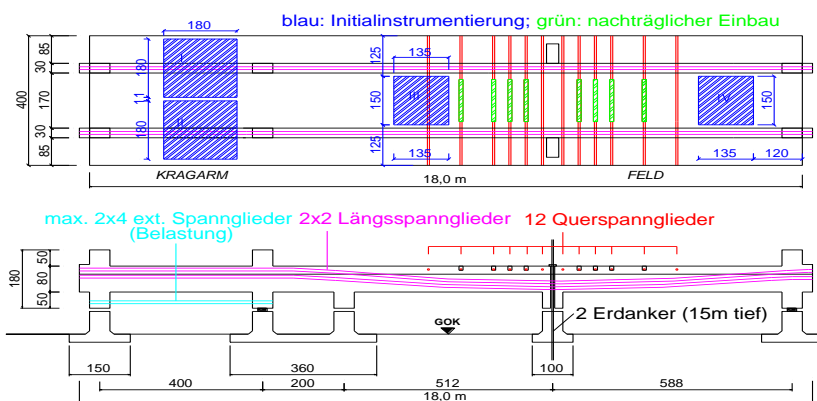 blau: Initialinstrumentierung; grün: nachträglicher Einbau
180
85
30
170
30
85
400
180
11
180
I
II
125
135
150
III
125
135
IV
150
135
120
KRAGARM
18,0 m
FELD
max. 2x4 ext. Spannglieder
(Belastung)
2x2 Längsspannglieder
12 Querspannglieder
50
80
50
180
GOK
2 Erdanker (15m tief)
150
360
100
400
200
512
588
18,0 m